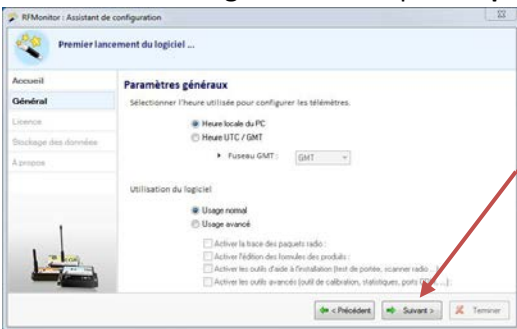 RFMonitor : Assistant de configuration
Premier lancement du logiciel ...
Accueil
Général
Licence
Stockage des données
A propos
Paramètres généraux
Sélectionner l'heure utilisée pour configurer les télémètres.
Heure locale du PC
Heure UTC / GMT
Fuseau GMT :
GMT
Utilisation du logiciel
Usage normal
Usage avancé
Activer la trace des paquets radio :
Activer l'édition des formules des produits :
Activer les outils d'aide à l'installation (test de portée, scanner radio ...)
Activer les outils avancés (outil de calibration, statistiques, ports
< Précédent
Suivant >
Terminer